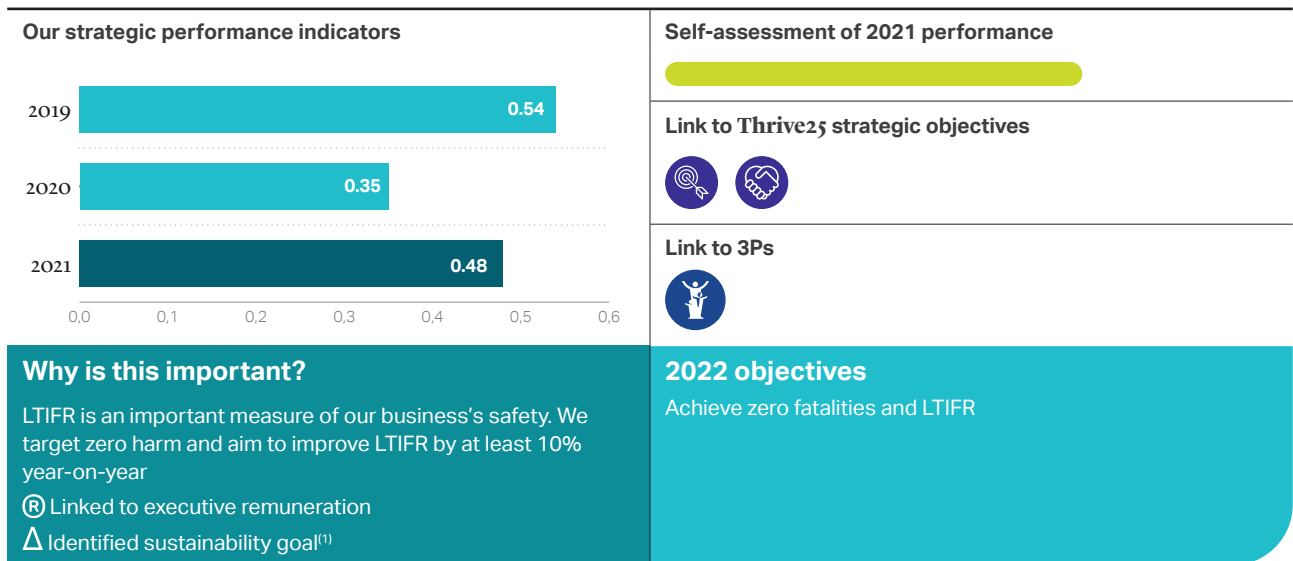 Our strategic performance indicators
2019
0.54
2020
0.35
2021
0.48
0,0 0,1 0,2 0,3 0,4 0,5 0,6
Why is this important?
LTIFR is an important measure of our business’s safety. We
target zero harm and aim to improve LTIFR by at least 10%
year-on-year
Ⓡ Linked to executive remuneration
Δ Identified sustainability goal⁽¹⁾
Self-assessment of 2021 performance
Link to Thrive25 strategic objectives
Link to 3Ps
2022 objectives
Achieve zero fatalities and LTIFR